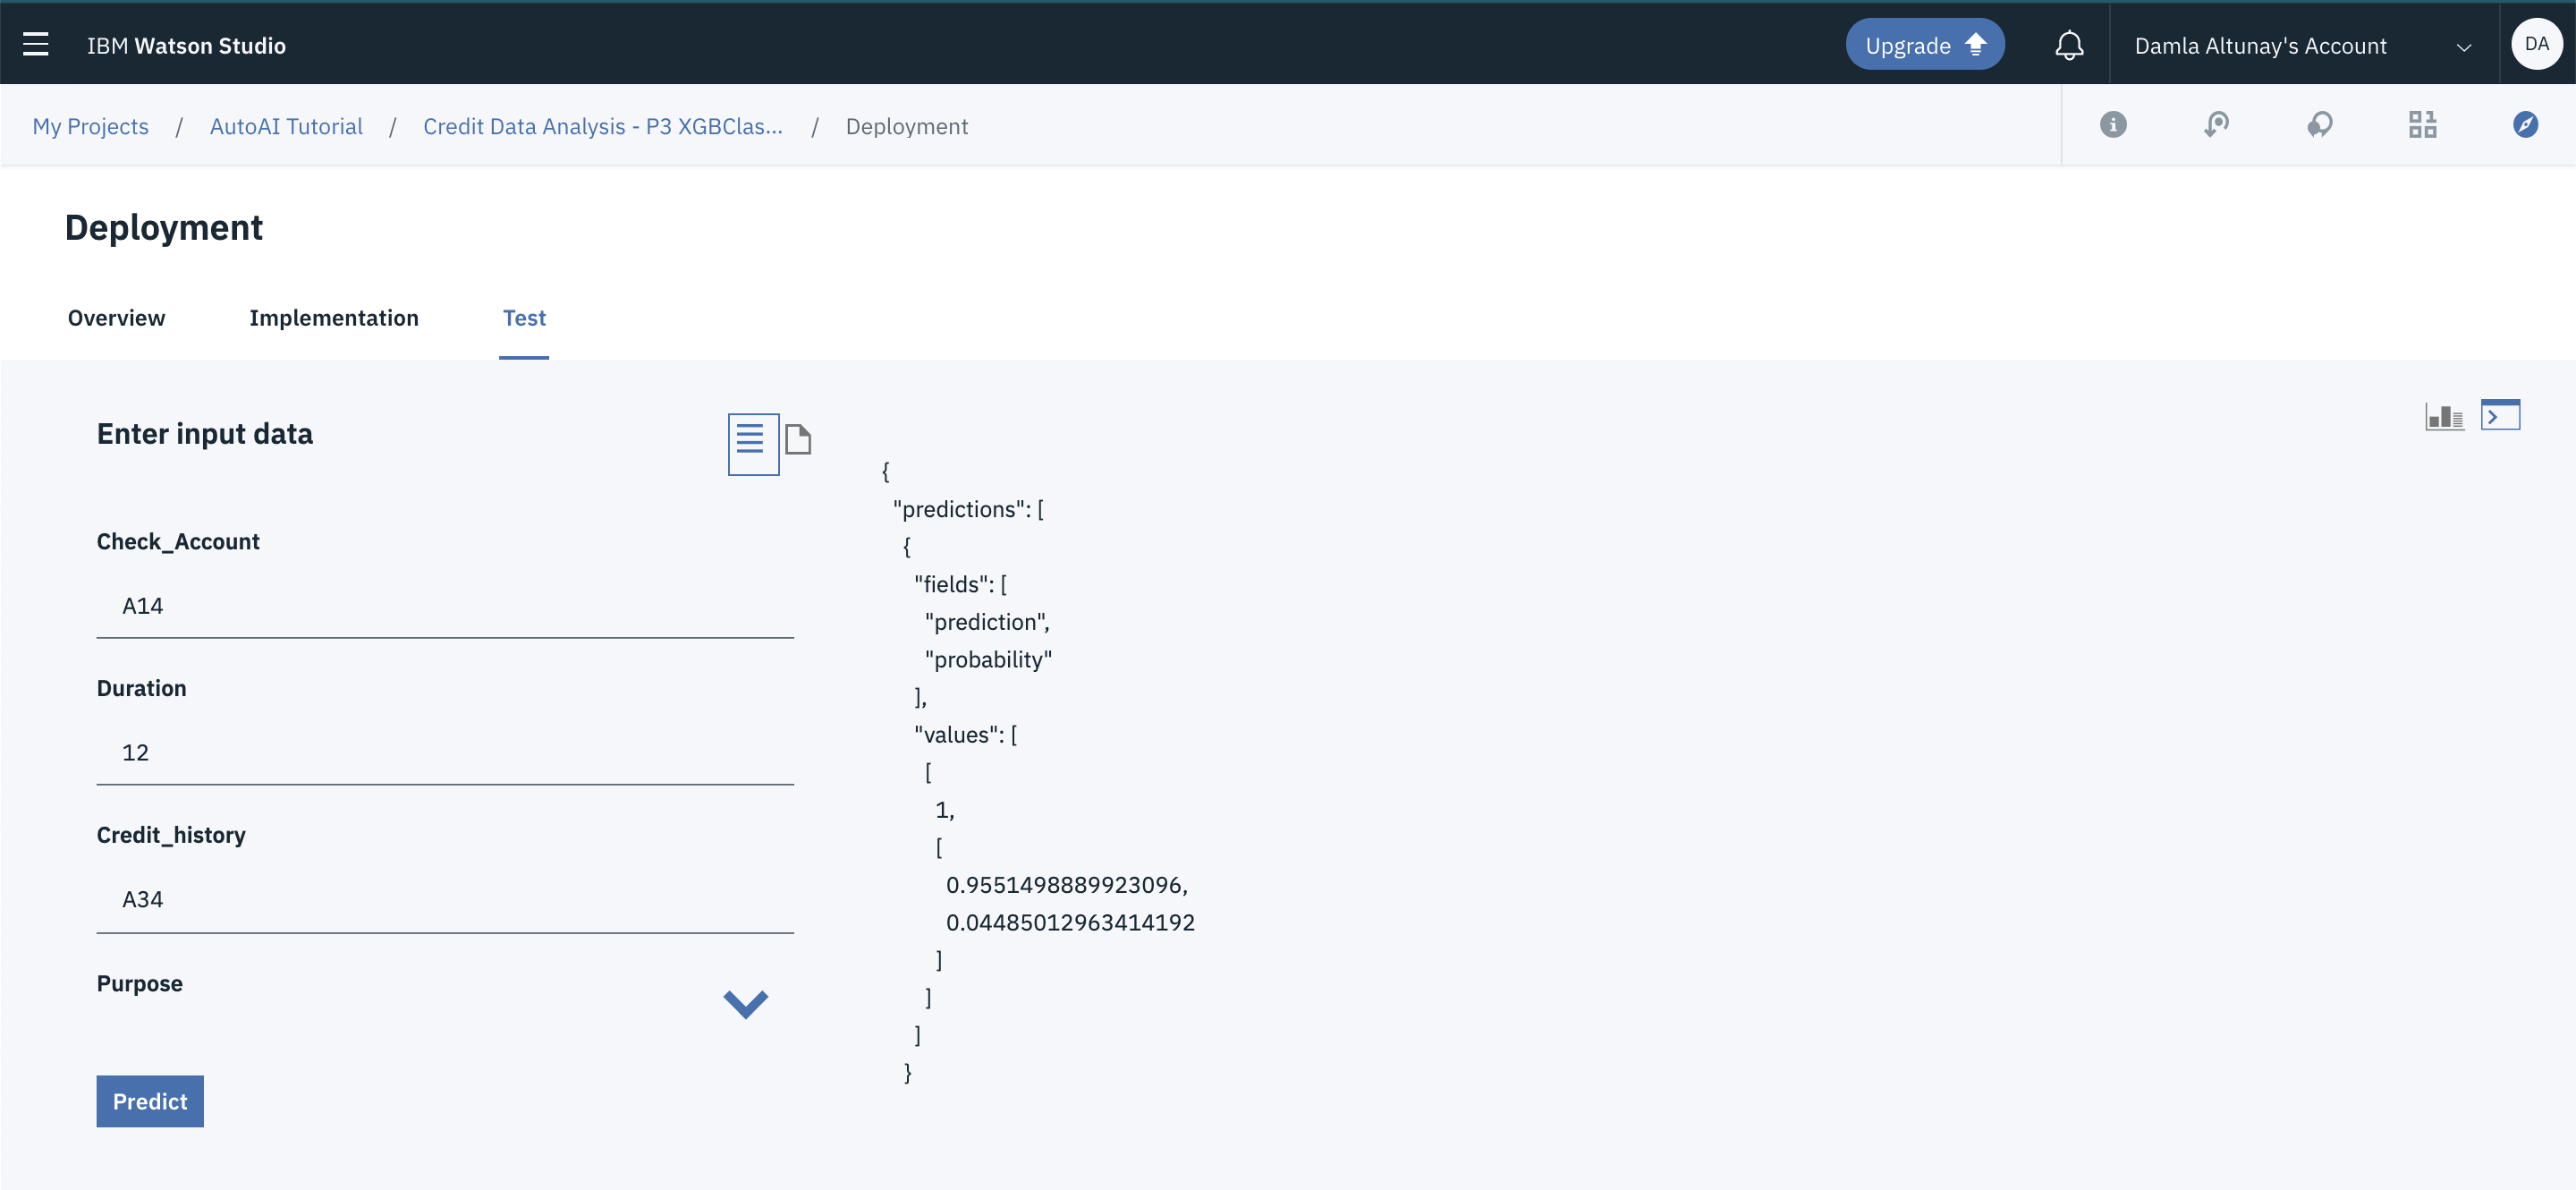 IBM Watson Studio
Upgrade
Damla Altunay's Account
DA
My Projects / AutoAI Tutorial / Credit Data Analysis - P3 XGBClas... / Deployment
Deployment
Overview
Implementation
Test
Enter input data
Check_Account
A14
Duration
12
Credit_history
A34
Purpose
Predict
{
"predictions": [
{
"fields": [
"prediction",
"probability"
],
"values": [
[
1,
[
0.9551498889923096,
0.04485012963414192
]
]
]
}